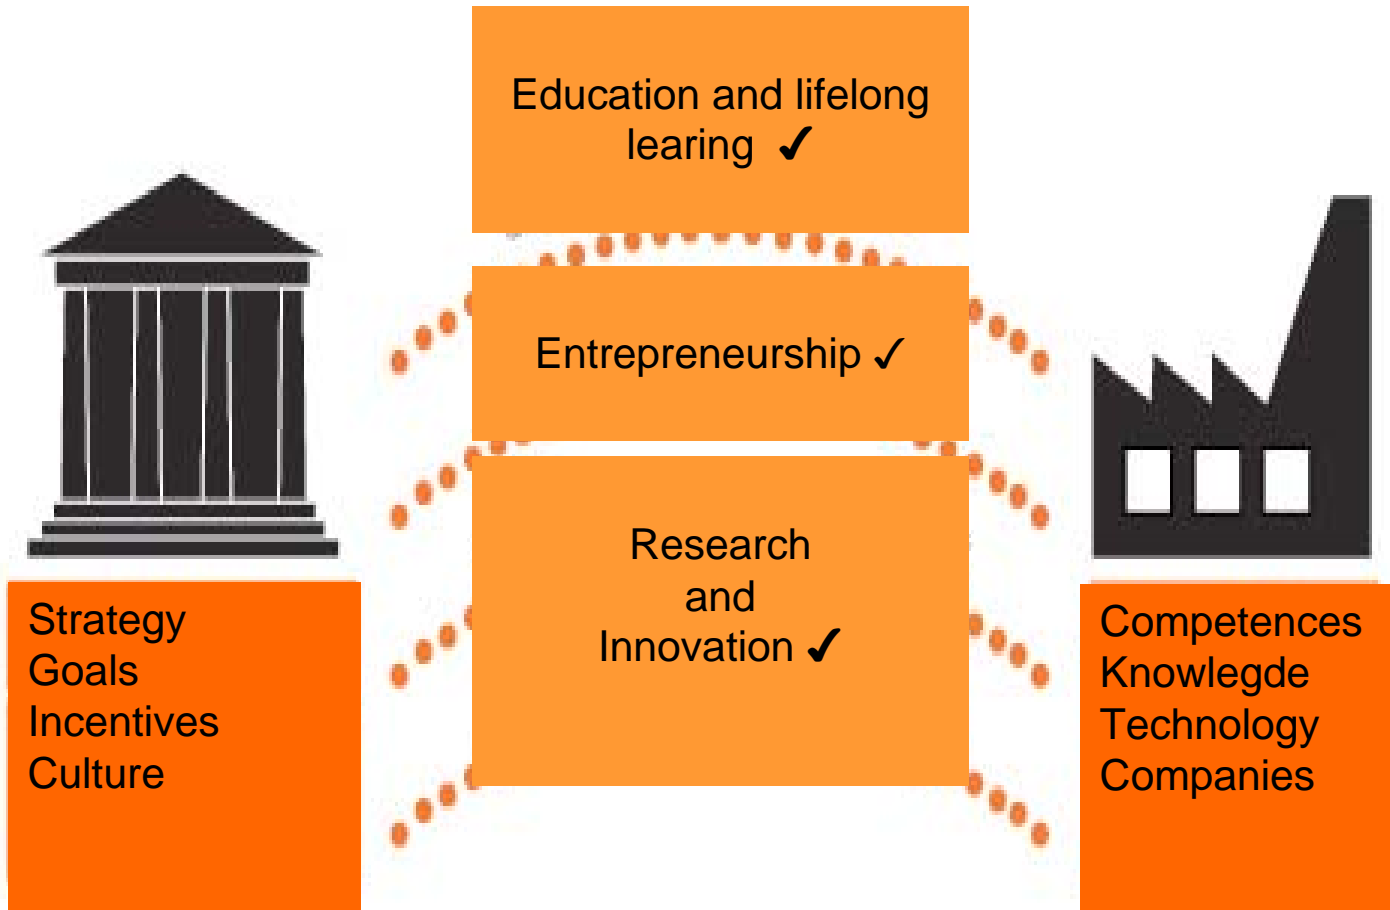 Education and lifelong
learing ✓
Entrepreneurship ✓
Research
and
Innovation ✓
Strategy
Goals
Incentives
Culture
Competences
Knowlegde
Technology
Companies